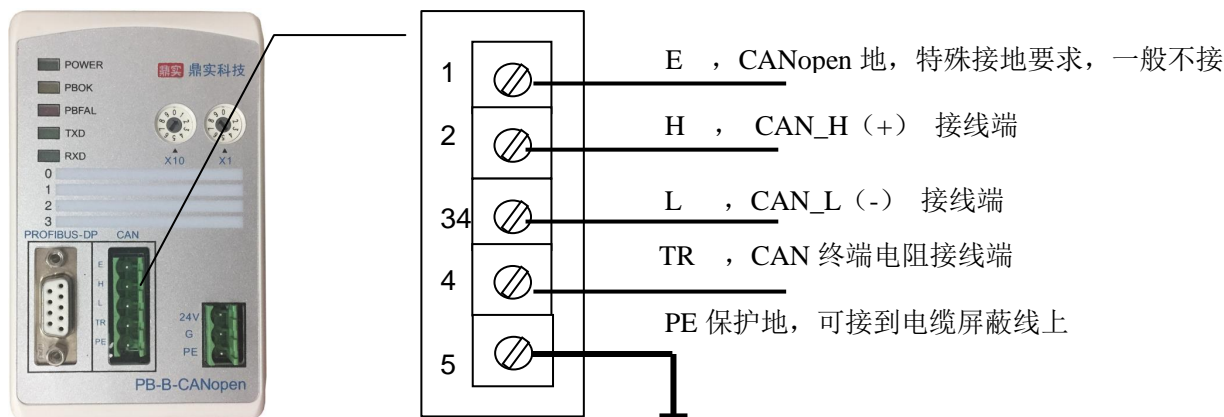 POWER
PBOK
PBFAL
TXD
RXD
鼎实 鼎实科技
X10 X1
0
1
2
3
PROFIBUS-DP CAN
E
H
L
TR
PE
24V
G
PE
PB-B-CANopen
1 E ,CANopen 地,特殊接地要求,一般不接
2 H , CAN_H(+) 接线端
34 L ,CAN_L(-) 接线端
4 TR ,CAN 终端电阻接线端
5 PE 保护地,可接到电缆屏蔽线上